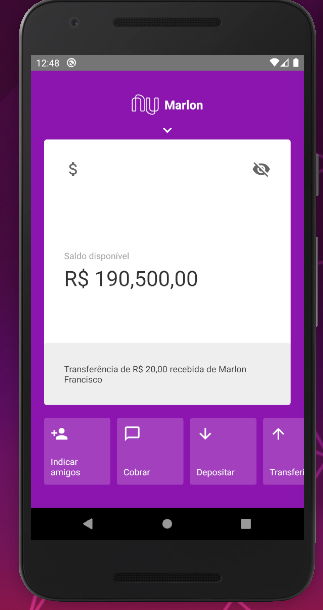 12:48
nu Marlon
$
Saldo disponível
R$ 190,500,00
Transferência de R$ 20,00 recebida de Marlon
Francisco
Indicar
amigos
Cobrar
Depositar
Transferi